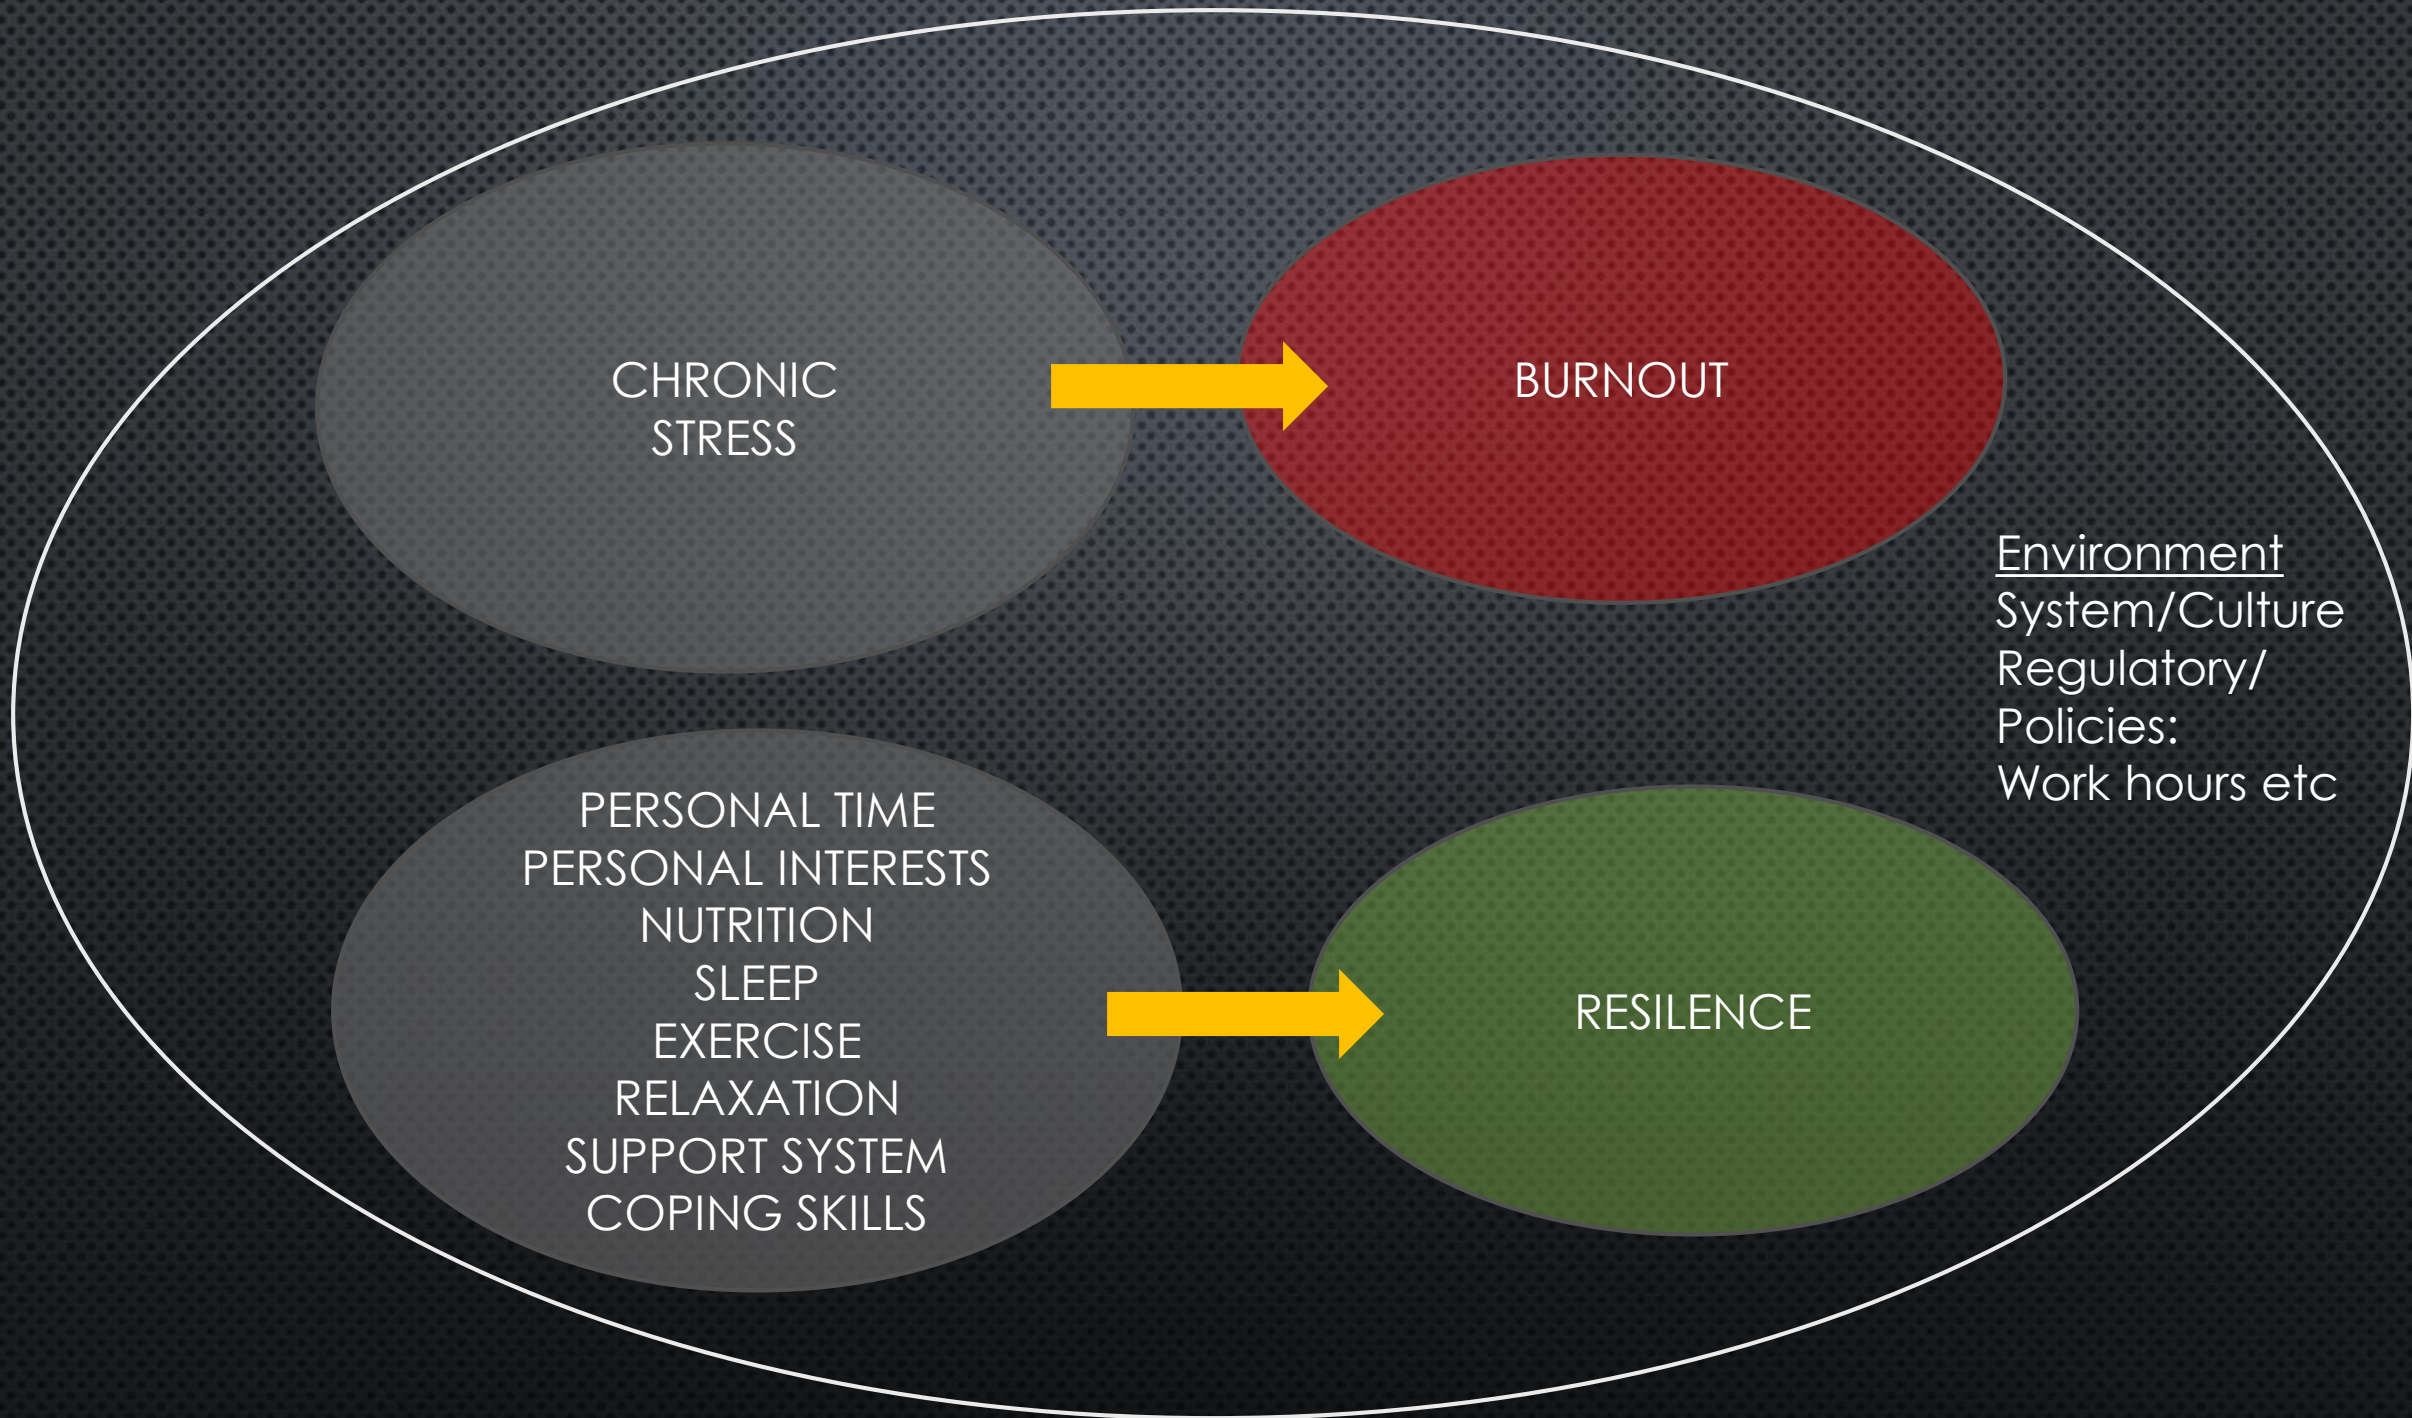 CHRONIC
STRESS
BURNOUT
Environment
System/Culture
Regulatory/
Policies:
Work hours etc
PERSONAL TIME
PERSONAL INTERESTS
NUTRITION
SLEEP
EXERCISE
RELAXATION
SUPPORT SYSTEM
COPING SKILLS
RESILENCE